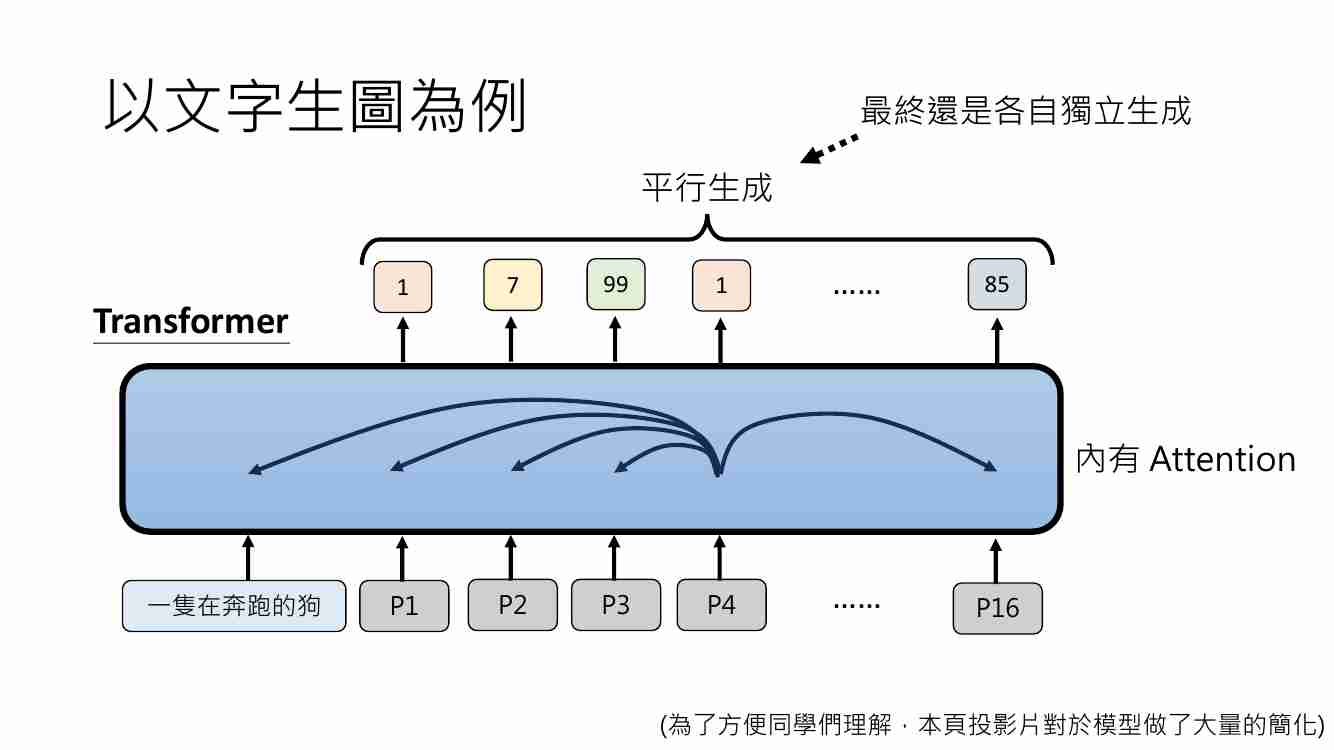 以文字生圖為例
最終還是各自獨立生成
平行生成
1 7 99 1 …… 85
Transformer
內有 Attention
一隻在奔跑的狗 P1 P2 P3 P4 …… P16
(為了方便同學們理解，本頁投影片對於模型做了大量的簡化)